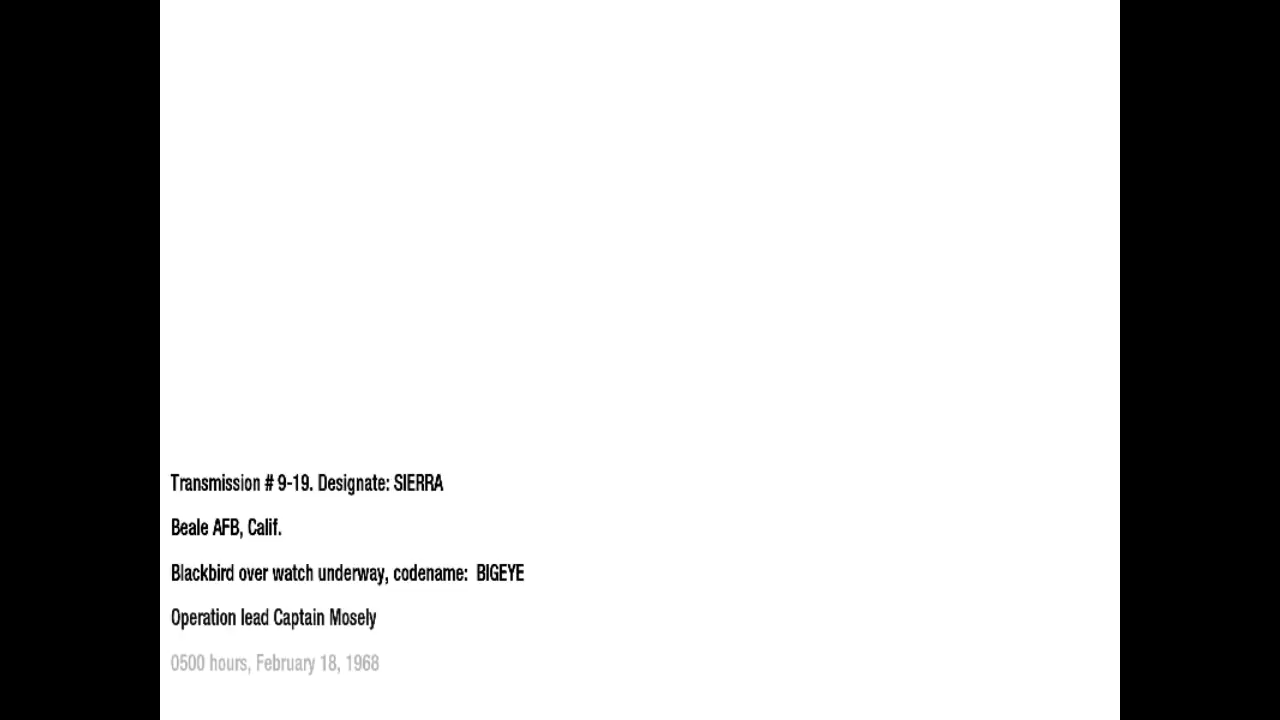 Transmission # 9-19. Designate: SIERRA
Beale AFB, Calif.
Blackbird over watch underway, codename:  BIGEYE
Operation lead Captain Mosely
0500 hours, February 18, 1968